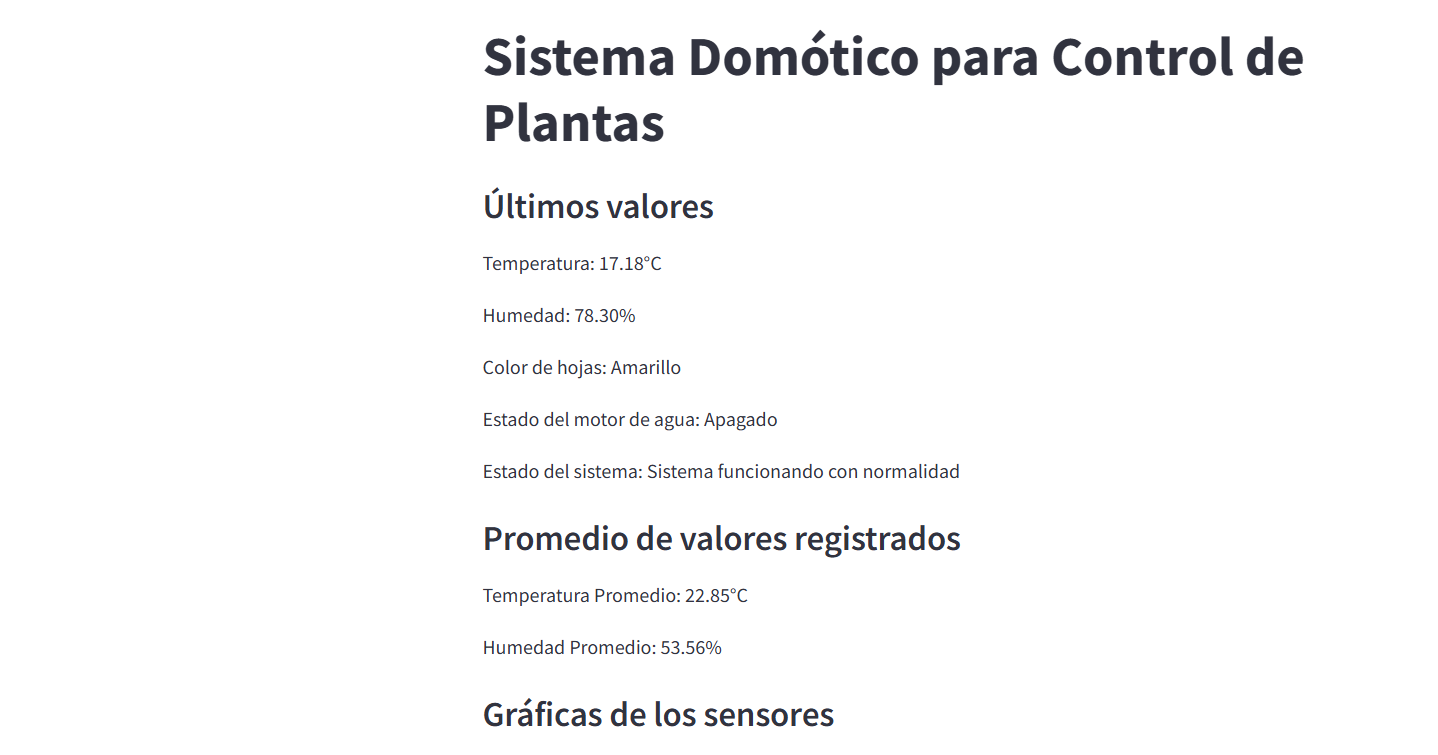 Sistema Domótico para Control de
Plantas
Últimos valores
Temperatura: 17.18°C
Humedad: 78.30%
Color de hojas: Amarillo
Estado del motor de agua: Apagado
Estado del sistema: Sistema funcionando con normalidad
Promedio de valores registrados
Temperatura Promedio: 22.85°C
Humedad Promedio: 53.56%
Gráficas de los sensores